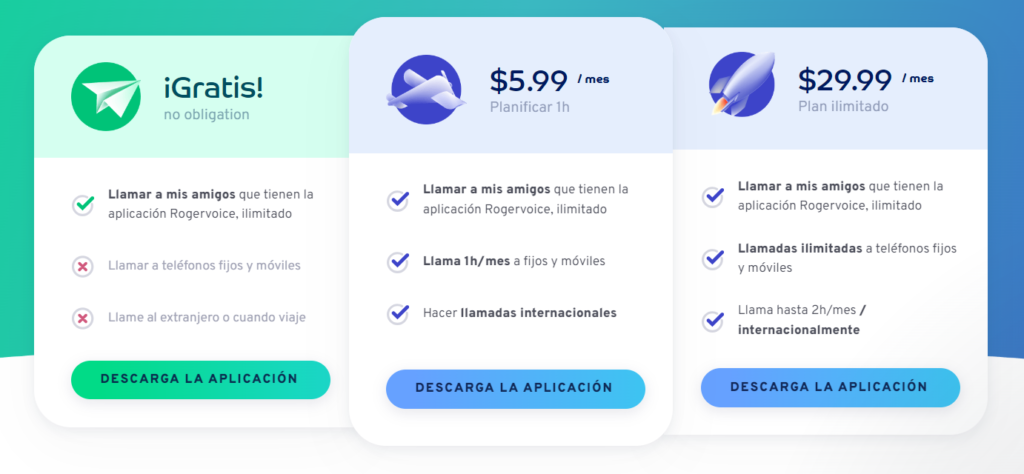 ¡Gratis!
no obligation
Llamar a mis amigos que tienen la
aplicación Rogervoice, ilimitado
Llamar a teléfonos fijos y móviles
Llame al extranjero o cuando viaje
DESCARGA LA APLICACIÓN
$5.99 / mes
Planificar 1h
Llamar a mis amigos que tienen la
aplicación Rogervoice, ilimitado
Llama 1h/mes a fijos y móviles
Hacer llamadas internacionales
DESCARGA LA APLICACIÓN
$29.99 / mes
Plan ilimitado
Llamar a mis amigos que tienen la
aplicación Rogervoice, ilimitado
Llamadas ilimitadas a teléfonos fijos
y móviles
Llama hasta 2h/mes /
internacionalmente
DESCARGA LA APLICACIÓN